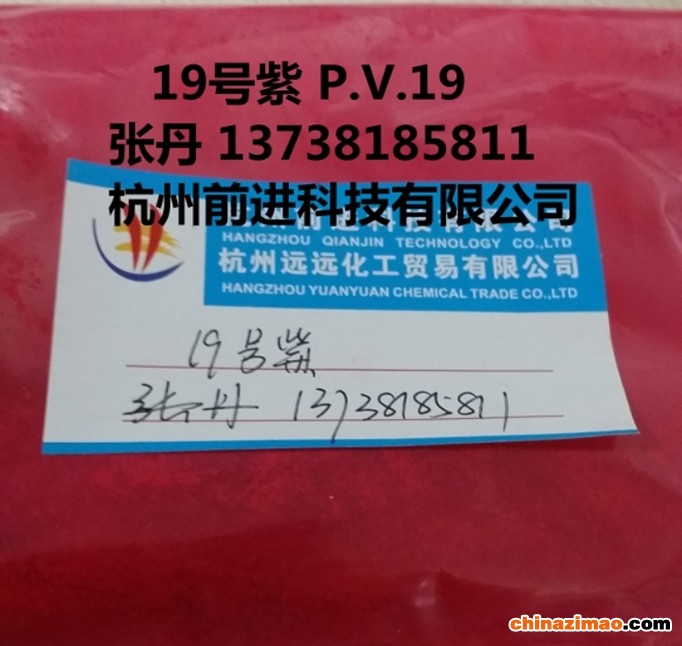 19号紫 P.V.19
张丹 13738185811
杭州前进科技有限公司
HANGZHOU QIANJIN TECHNOLOGY CO.,LTD
杭州远远化工贸易有限公司
HANGZHOU YUANYUAN CHEMICAL TRADE CO.,LTD
19号紫
张丹 13738185811
chinazimao.com